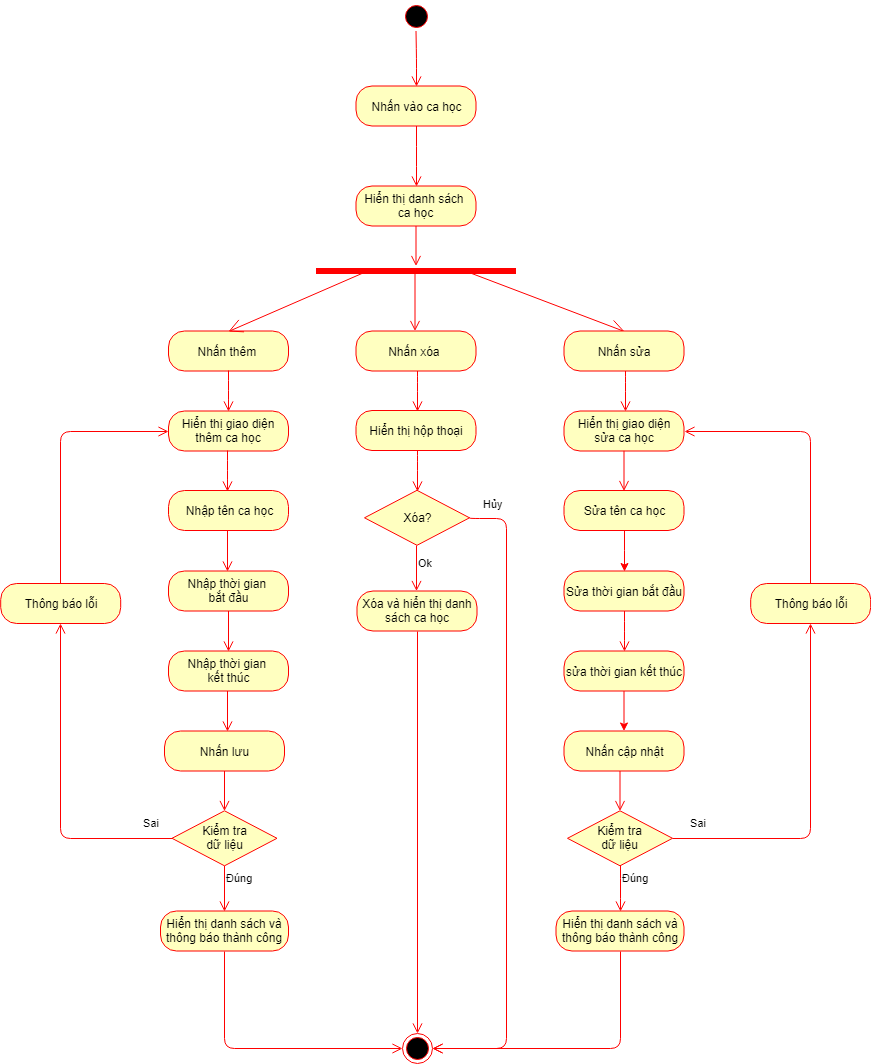 Nhấn vào ca học
Hiển thị danh sách
ca học
Nhấn thêm
Nhấn xóa
Nhấn sửa
Hiển thị giao diện
thêm ca học
Hiển thị hộp thoại
Hiển thị giao diện
sửa ca học
Nhập tên ca học
Xóa?
Hủy
Sửa tên ca học
Ok
Thông báo lỗi
Nhập thời gian
bắt đầu
Xóa và hiển thị danh
sách ca học
Sửa thời gian bắt đầu
Thông báo lỗi
Nhập thời gian
kết thúc
sửa thời gian kết thúc
Nhấn lưu
Nhấn cập nhật
Sai
Kiểm tra
dữ liệu
Kiểm tra
dữ liệu
Sai
Đúng
Đúng
Hiển thị danh sách và
thông báo thành công
Hiển thị danh sách và
thông báo thành công